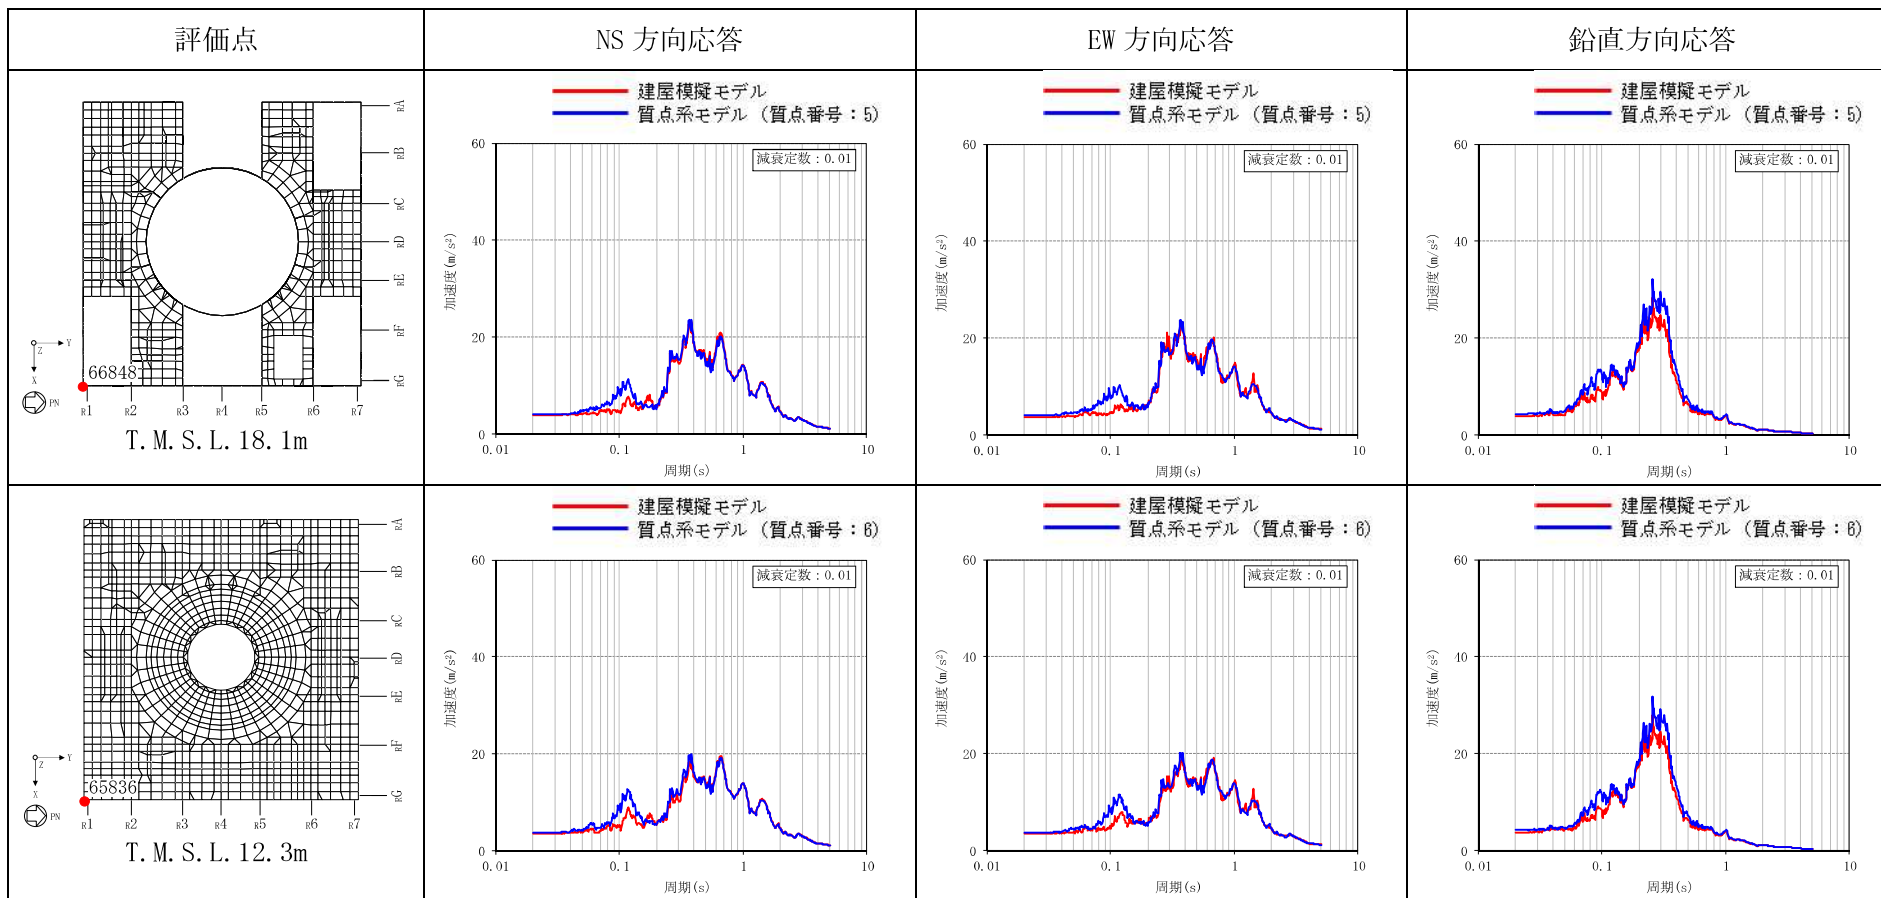 評価点
NS 方向応答
EW 方向応答
鉛直方向応答
RA
RB
RC
RD
RE
RF
RG
66848
Y
Z
X
PN
R1 R2 R3 R4 R5 R6 R7
T.M.S.L.18.1m
建屋模擬モデル
質点系モデル (質点番号:5)
減衰定数:0.01
加速度(m/s²)
60
40
20
0
0.01 0.1 1 10
周期(s)
建屋模擬モデル
質点系モデル (質点番号:5)
減衰定数:0.01
加速度(m/s²)
60
40
20
0
0.01 0.1 1 10
周期(s)
建屋模擬モデル
質点系モデル (質点番号:5)
減衰定数:0.01
加速度(m/s²)
60
40
20
0
0.01 0.1 1 10
周期(s)
RA
RB
RC
RD
RE
RF
RG
65836
Y
Z
X
PN
R1 R2 R3 R4 R5 R6 R7
T.M.S.L.12.3m
建屋模擬モデル
質点系モデル (質点番号:6)
減衰定数:0.01
加速度(m/s²)
60
40
20
0
0.01 0.1 1 10
周期(s)
建屋模擬モデル
質点系モデル (質点番号:6)
減衰定数:0.01
加速度(m/s²)
60
40
20
0
0.01 0.1 1 10
周期(s)
建屋模擬モデル
質点系モデル (質点番号:6)
減衰定数:0.01
加速度(m/s²)
60
40
20
0
0.01 0.1 1 10
周期(s)